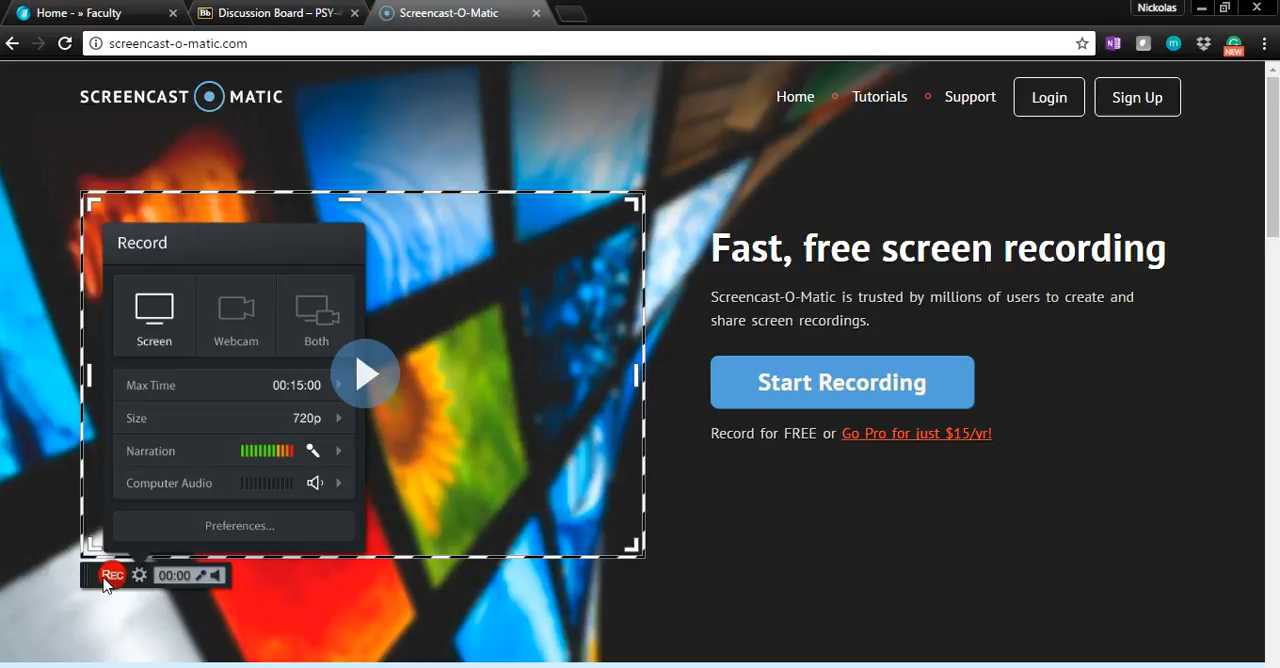 Home - » Faculty
Bb Discussion Board – PSY-
Screencast-O-Matic
Nickolas
screencast-o-matic.com
N
m
NEW
SCREENCAST MATIC
Home
Tutorials
Support
Login
Sign Up
Record
Screen
Webcam
Both
Max Time 00:15:00
Size 720p
Narration
Computer Audio
Preferences...
REC 00:00
Fast, free screen recording
Screencast-O-Matic is trusted by millions of users to create and
share screen recordings.
Start Recording
Record for FREE or Go Pro for just $15/yr!